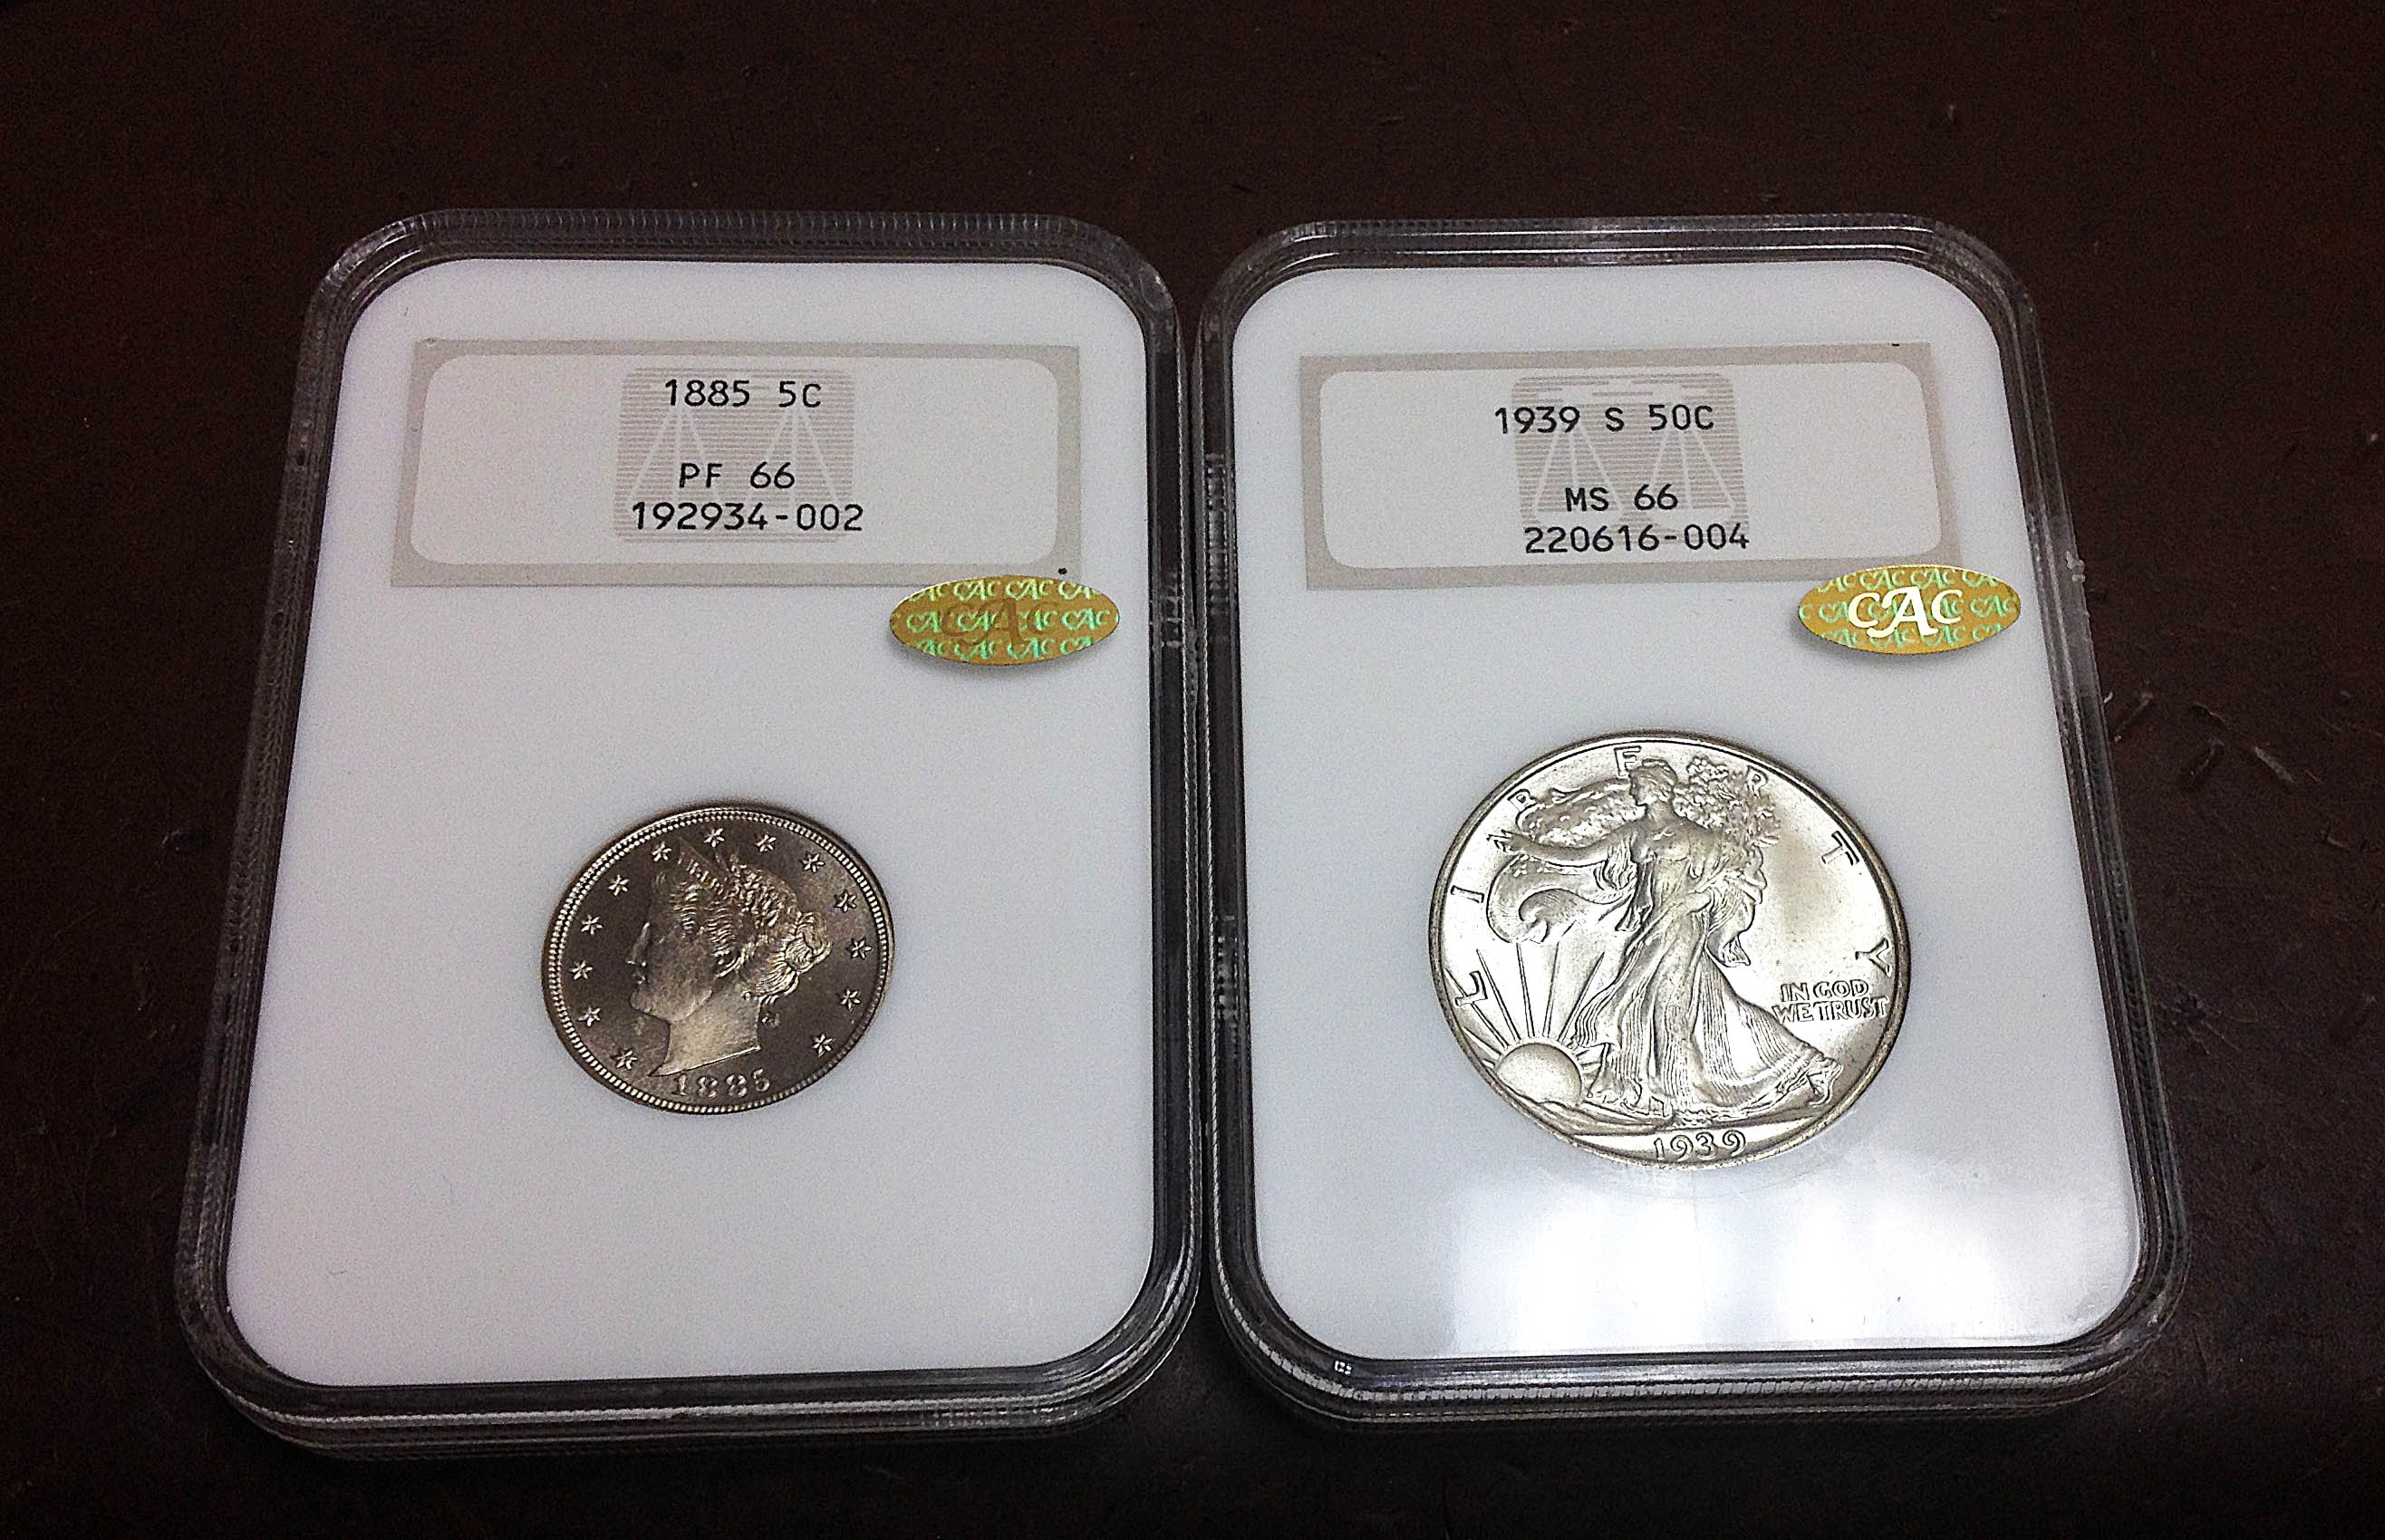 1885 5C
PF 66
192934-002
CAC
LIBERTY
1885
1939 S 50C
MS 66
220616-004
CAC
LIBERTY
IN GOD
WE TRUST
1939